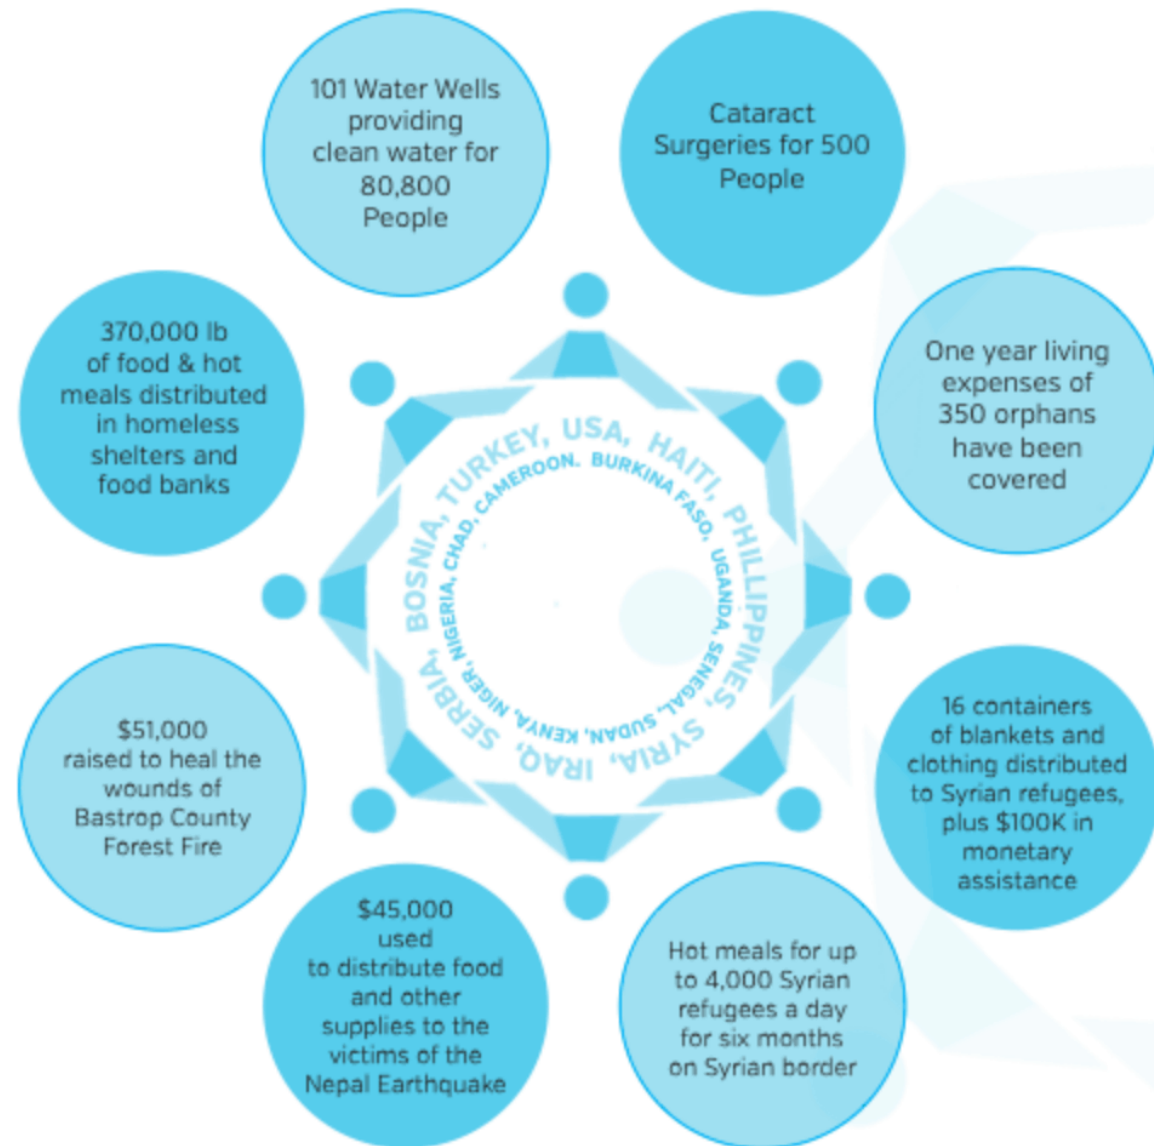 101 Water Wells
providing
clean water for
80,800
People
Cataract
Surgeries for 500
People
370,000 lb
of food & hot
meals distributed
in homeless
shelters and
food banks
One year living
expenses of
350 orphans
have been
covered
BOSNIA, TURKEY, USA, HAITI, PHILLIPPINES, SYRIA, IRAQ, SERBIA,
BURKINA FASO, UGANDA, SENEGAL, SUDAN, KENYA, NIGER, NIGERIA, CHAD, CAMEROON.
$51,000
raised to heal the
wounds of
Bastrop County
Forest Fire
16 containers
of blankets and
clothing distributed
to Syrian refugees,
plus $100K in
monetary
assistance
$45,000
used
to distribute food
and other
supplies to the
victims of the
Nepal Earthquake
Hot meals for up
to 4,000 Syrian
refugees a day
for six months
on Syrian border